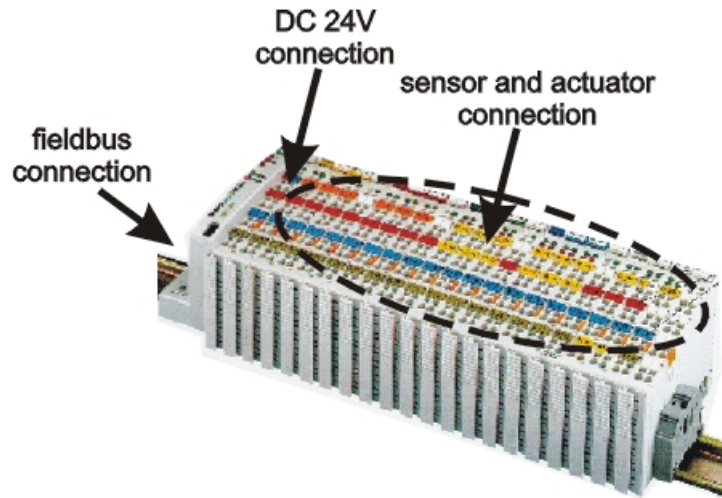 DC 24V
connection
sensor and actuator
connection
fieldbus
connection